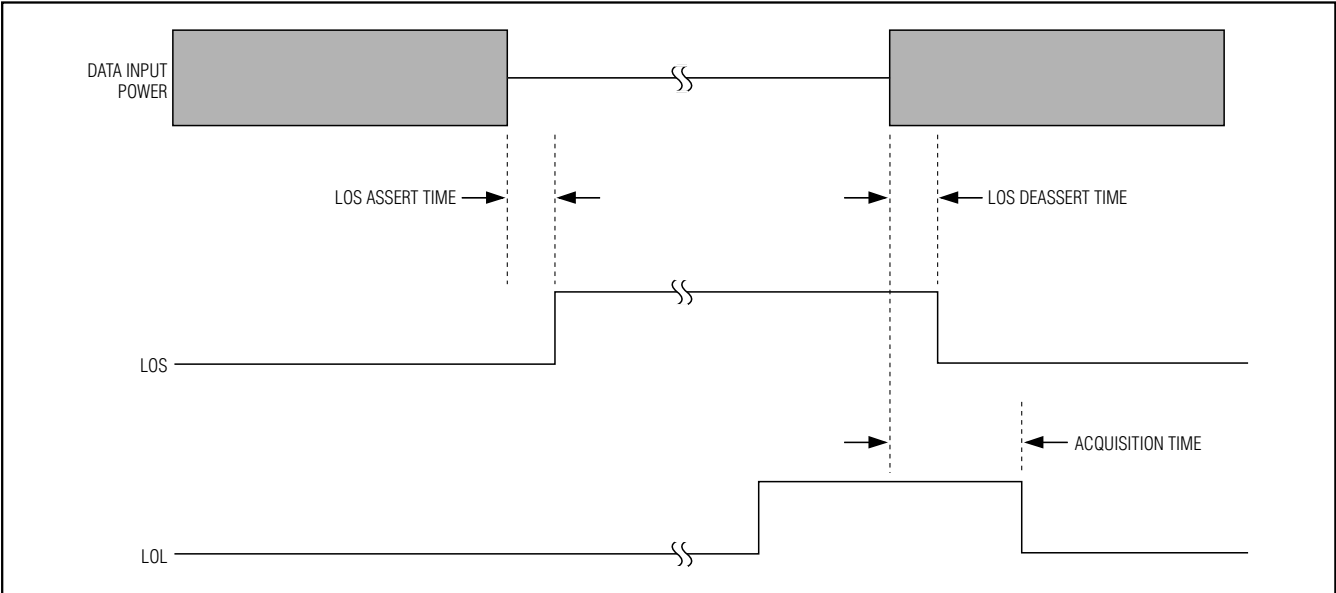 DATA INPUT
POWER
LOS ASSERT TIME
LOS DEASSERT TIME
LOS
ACQUISITION TIME
LOL